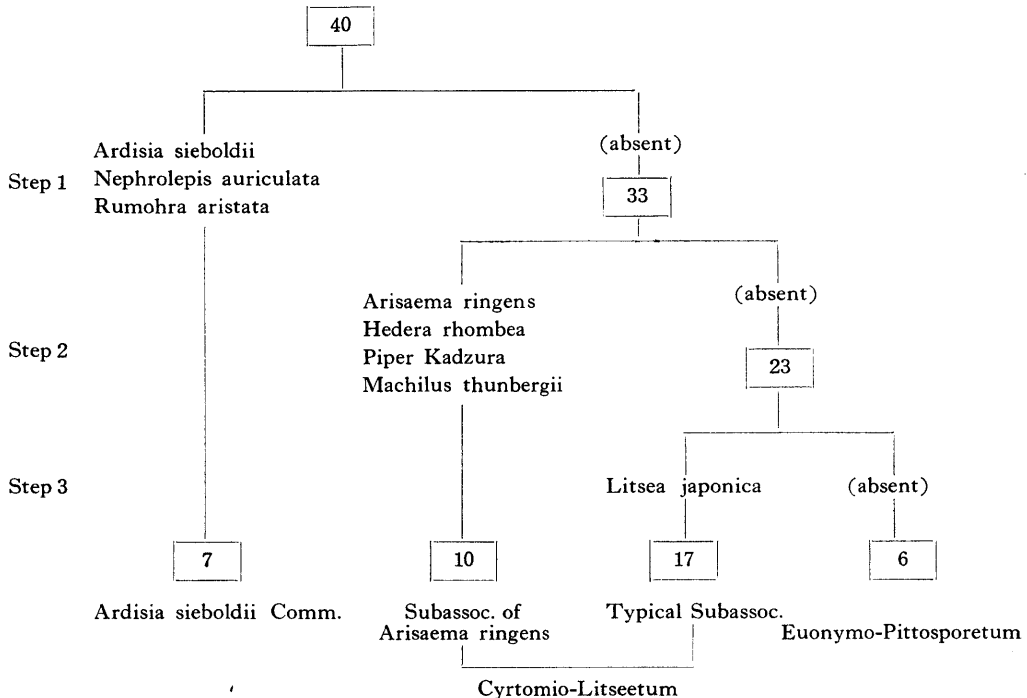 40
(absent)
Ardisia sieboldii
Nephrolepis auriculata
Rumohra aristata
Step 1
33
(absent)
Arisaema ringens
Hedera rhombea
Piper Kadzura
Machilus thunbergii
Step 2
23
Step 3
Litsea japonica
(absent)
7
10
17
6
Ardisia sieboldii Comm.
Subassoc. of
Arisaema ringens
Typical Subassoc.
Euonymo-Pittosporetum
Cyrtomio-Litseetum